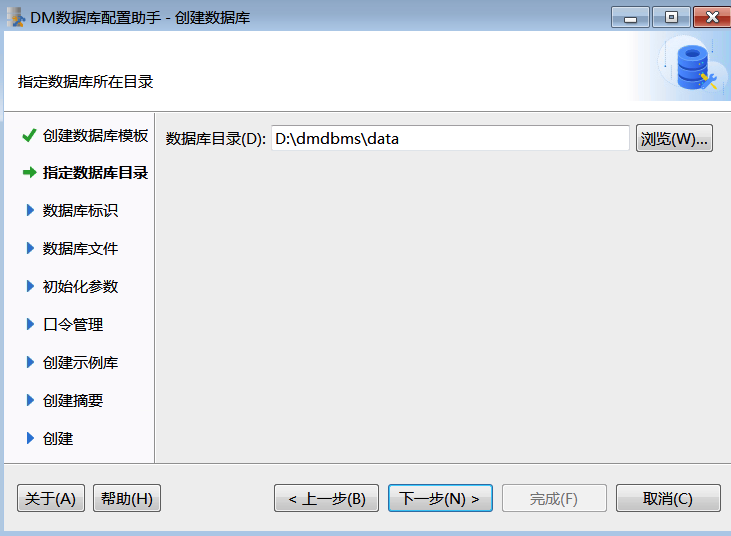 DM数据库配置助手 - 创建数据库
指定数据库所在目录
创建数据库模板
指定数据库目录
数据库标识
数据库文件
初始化参数
口令管理
创建示例库
创建摘要
创建
数据库目录(D): D:\dmdbms\data 浏览(W)...
关于(A) 帮助(H) < 上一步(B) 下一步(N) > 完成(F) 取消(C)